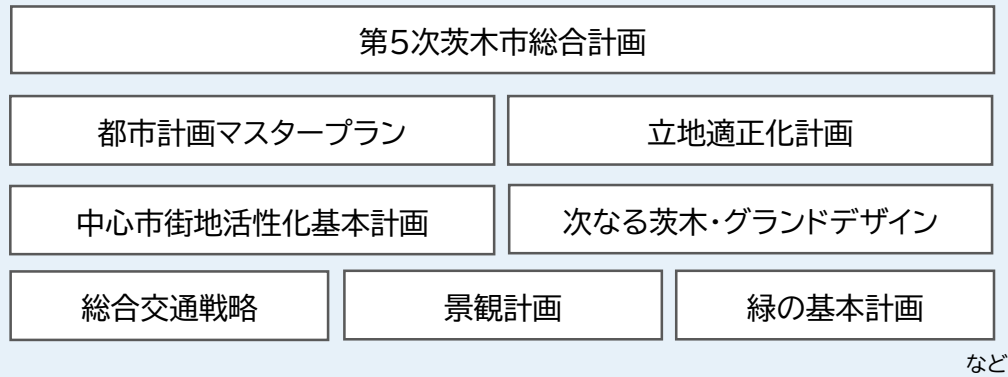 第5次茨木市総合計画
都市計画マスタープラン
立地適正化計画
中心市街地活性化基本計画
次なる茨木・グランドデザイン
総合交通戦略
景観計画
緑の基本計画
など